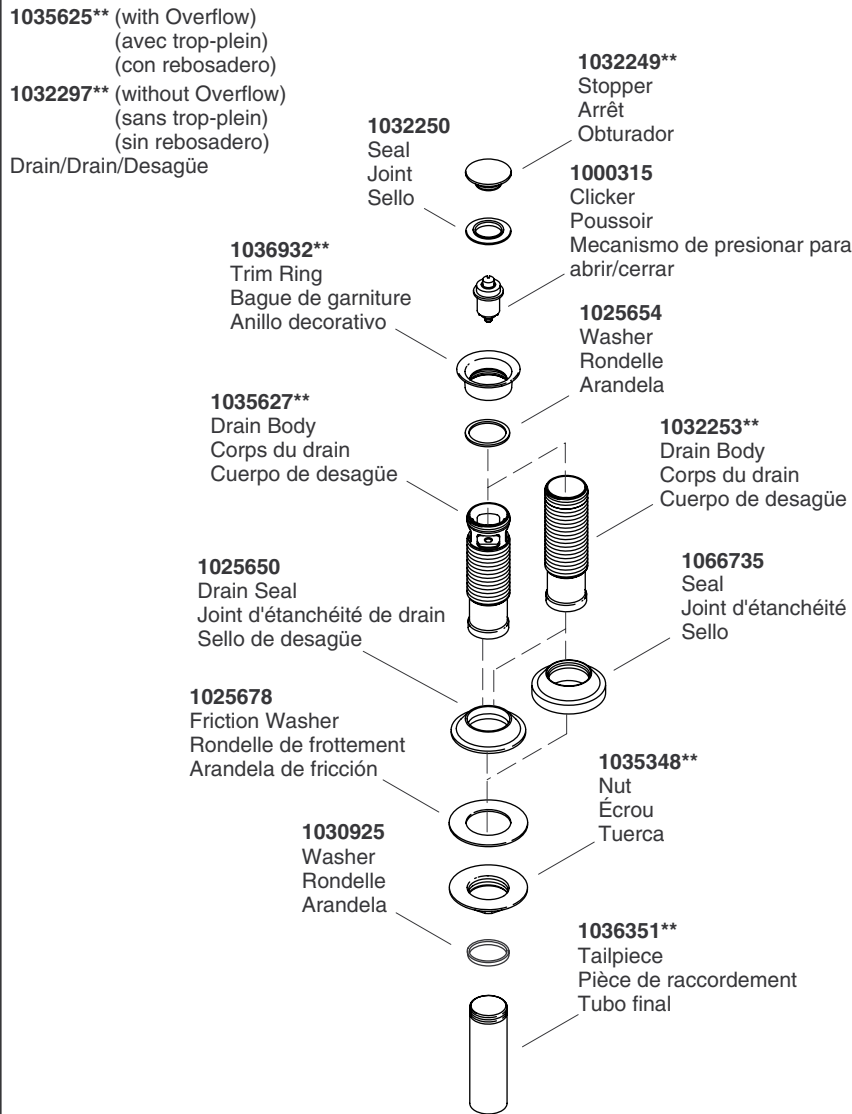 1035625** (with Overflow)
(avec trop-plein)
(con rebosadero)
1032297** (without Overflow)
(sans trop-plein)
(sin rebosadero)
Drain/Drain/Desagüe
1032249**
Stopper
Arrêt
Obturador
1032250
Seal
Joint
Sello
1000315
Clicker
Poussoir
Mecanismo de presionar para
abrir/cerrar
1036932**
Trim Ring
Bague de garniture
Anillo decorativo
1025654
Washer
Rondelle
Arandela
1035627**
Drain Body
Corps du drain
Cuerpo de desagüe
1032253**
Drain Body
Corps du drain
Cuerpo de desagüe
1025650
Drain Seal
Joint d'étanchéité de drain
Sello de desagüe
1066735
Seal
Joint d'étanchéité
Sello
1025678
Friction Washer
Rondelle de frottement
Arandela de fricción
1035348**
Nut
Écrou
Tuerca
1030925
Washer
Rondelle
Arandela
1036351**
Tailpiece
Pièce de raccordement
Tubo final